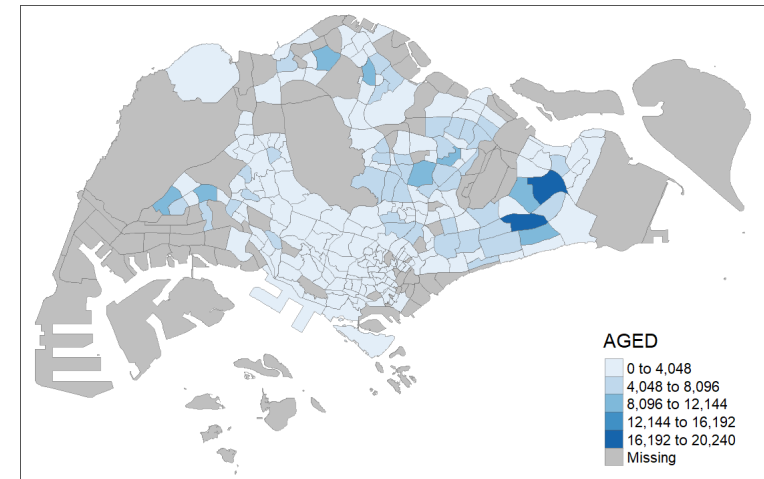 AGED
0 to 4,048
4,048 to 8,096
8,096 to 12,144
12,144 to 16,192
16,192 to 20,240
Missing